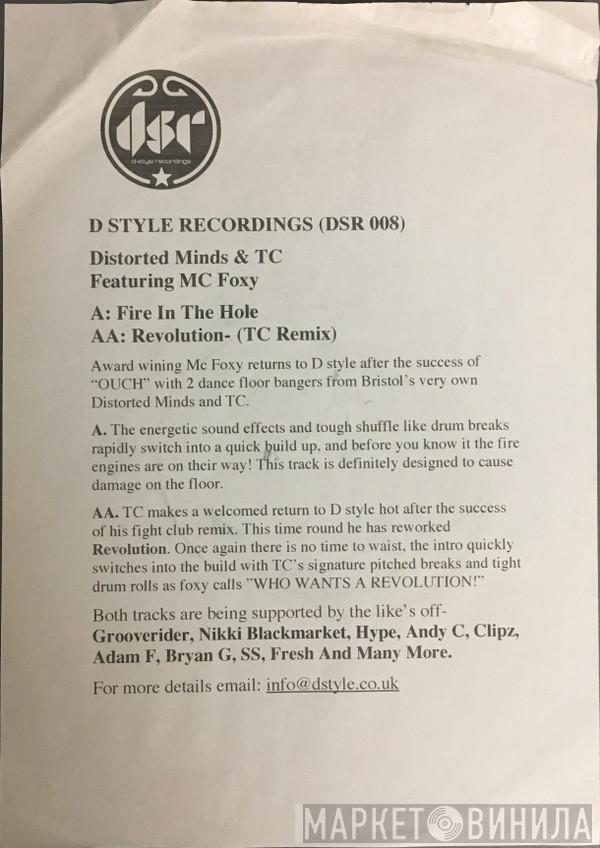 dsr
d-style recordings
D STYLE RECORDINGS (DSR 008)
Distorted Minds & TC
Featuring MC Foxy
A: Fire In The Hole
AA: Revolution- (TC Remix)
Award wining Mc Foxy returns to D style after the success of
“OUCH” with 2 dance floor bangers from Bristol’s very own
Distorted Minds and TC.
A. The energetic sound effects and tough shuffle like drum breaks
rapidly switch into a quick build up, and before you know it the fire
engines are on their way! This track is definitely designed to cause
damage on the floor.
AA. TC makes a welcomed return to D style hot after the success
of his fight club remix. This time round he has reworked
Revolution. Once again there is no time to waist, the intro quickly
switches into the build with TC’s signature pitched breaks and tight
drum rolls as foxy calls ”WHO WANTS A REVOLUTION!”
Both tracks are being supported by the like’s off-
Grooverider, Nikki Blackmarket, Hype, Andy C, Clipz,
Adam F, Bryan G, SS, Fresh And Many More.
For more details email: info@dstyle.co.uk
МАРКЕТ ВИНИЛА